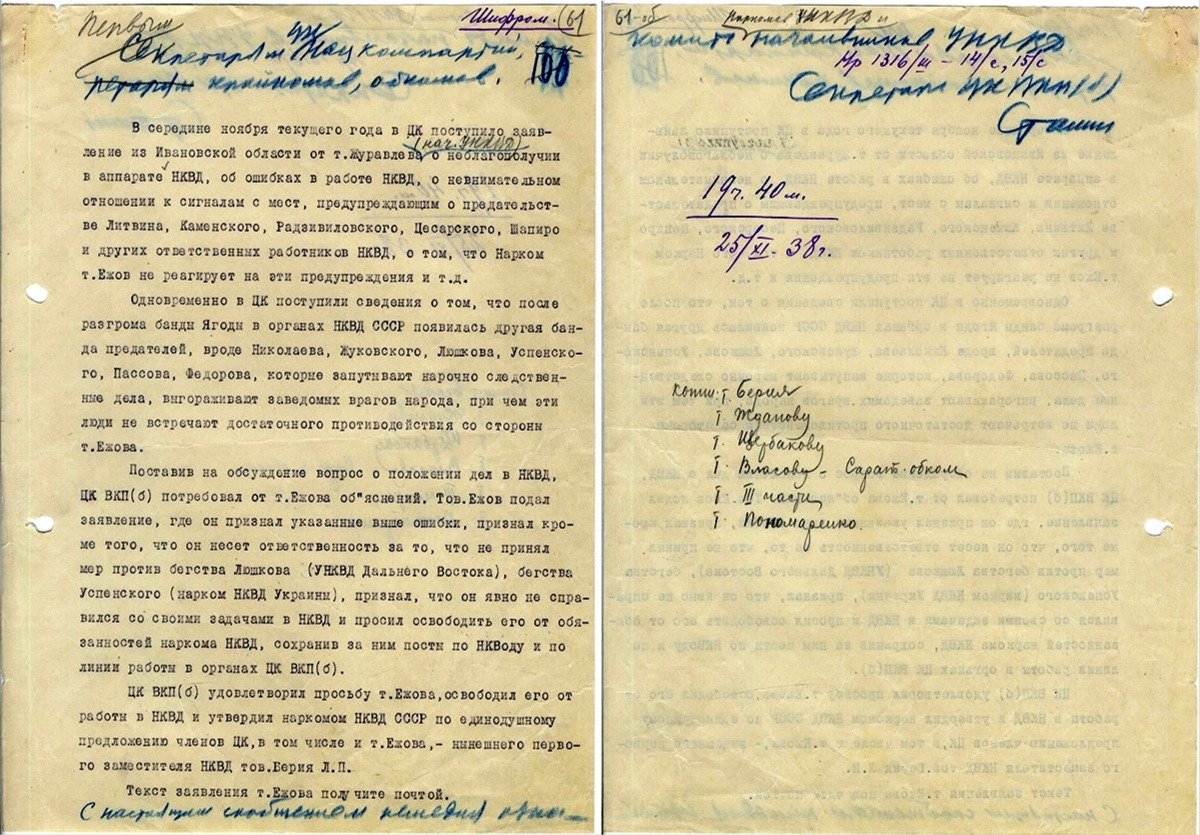 Первым
Шифром.
61
Секретарям ЦК Нацкомпартий,
крайкомов, обкомов.
100
В середине ноября текущего года в ЦК поступило заяв-
(нач. УНКВД)
ление из Ивановской области от т.Журавлева о неблагополучии
в аппарате НКВД, об ошибках в работе НКВД, о невнимательном
отношении к сигналам с мест, предупреждающим о предательст-
ве Литвина, Каменского, Радзивиловского, Цесарского, Шапиро
и других ответственных работников НКВД, о том, что Нарком
т.Ежов не реагирует на эти предупреждения и т.д.
Одновременно в ЦК поступили сведения о том, что после
разгрома банды Ягоды в органах НКВД СССР появилась другая бан-
да предателей, вроде Николаева, Жуковского, Люшкова, Успенско-
го, Пассова, Федорова, которые запутывают нарочно следствен-
ные дела, выгораживают заведомых врагов народа, при чем эти
люди не встречают достаточного противодействия со стороны
т.Ежова.
Поставив на обсуждение вопрос о положении дел в НКВД,
ЦК ВКП(б) потребовал от т.Ежова об"яснений. Тов.Ежов подал
заявление, где он признал указанные выше ошибки, признал кро-
ме того, что он несет ответственность за то, что не принял
мер против бегства Люшкова (УНКВД Дальнего Востока), бегства
Успенского (нарком НКВД Украины), признал, что он явно не спра-
вился со своими задачами в НКВД и просил освободить его от обя-
занностей наркома НКВД, сохранив за ним посты по НКВоду и по
линии работы в органах ЦК ВКП(б).
ЦК ВКП(б) удовлетворил просьбу т.Ежова,освободил его от
работы в НКВД и утвердил наркомом НКВД СССР по единодушному
предложению членов ЦК,в том числе и т.Ежова,- нынешнего перво-
го заместителя НКВД тов.Берия Л.П.
Текст заявления т.Ежова получите почтой.
С настоящим сообщением немедля озна
61-об
наркомов и
комить начальников УНКВД
Нр 1316/ш – 14/с, 15/с
Секретарь ЦК ВКП(б)
Сталин
19ч. 40м.
25/XI – 38г.
копии: т. Берия
т. Жданову
т. Щербакову
т. Власову – Сарат. обком
т. III части
т. Пономаренко.